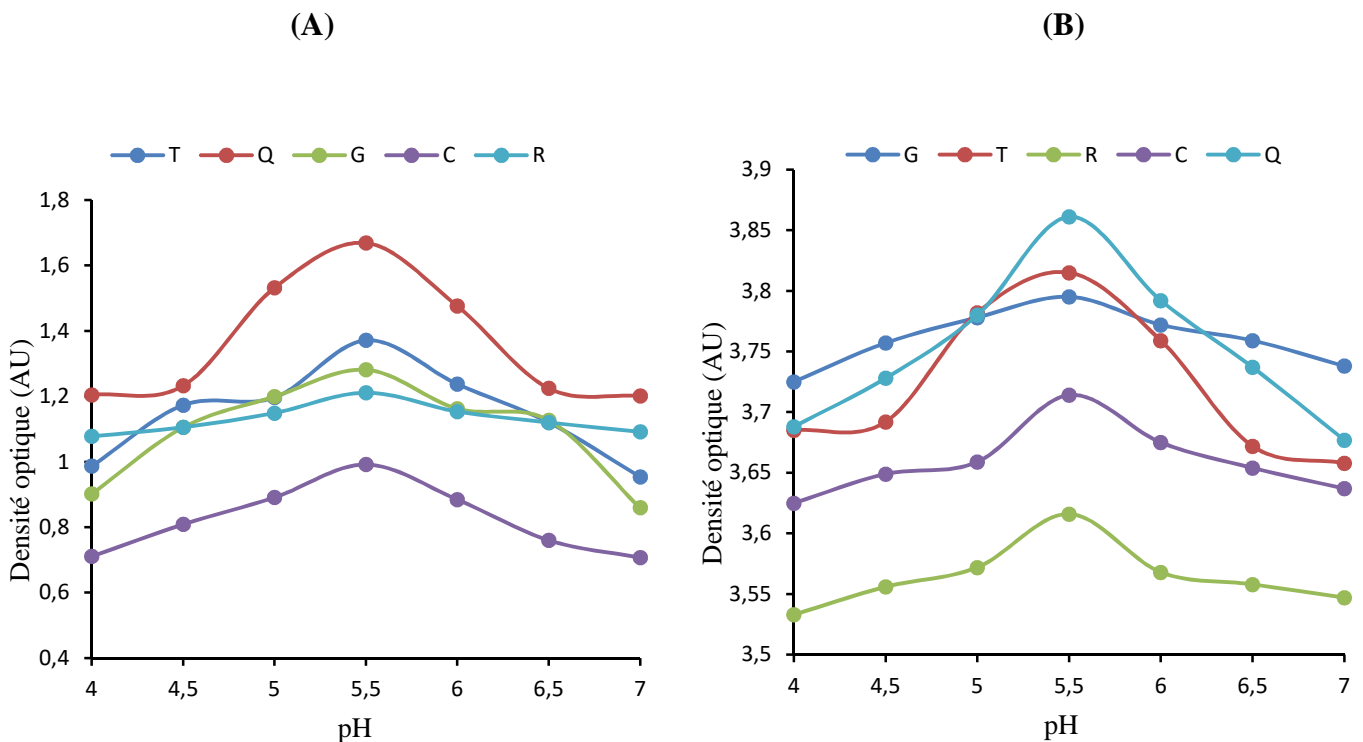 (A)
T Q G C R
Densité optique (AU)
1,8
1,6
1,4
1,2
1
0,8
0,6
0,4
4 4,5 5 5,5 6 6,5 7
pH
(B)
G T R C Q
Densité optique (AU)
3,9
3,85
3,8
3,75
3,7
3,65
3,6
3,55
3,5
4 4,5 5 5,5 6 6,5 7
pH